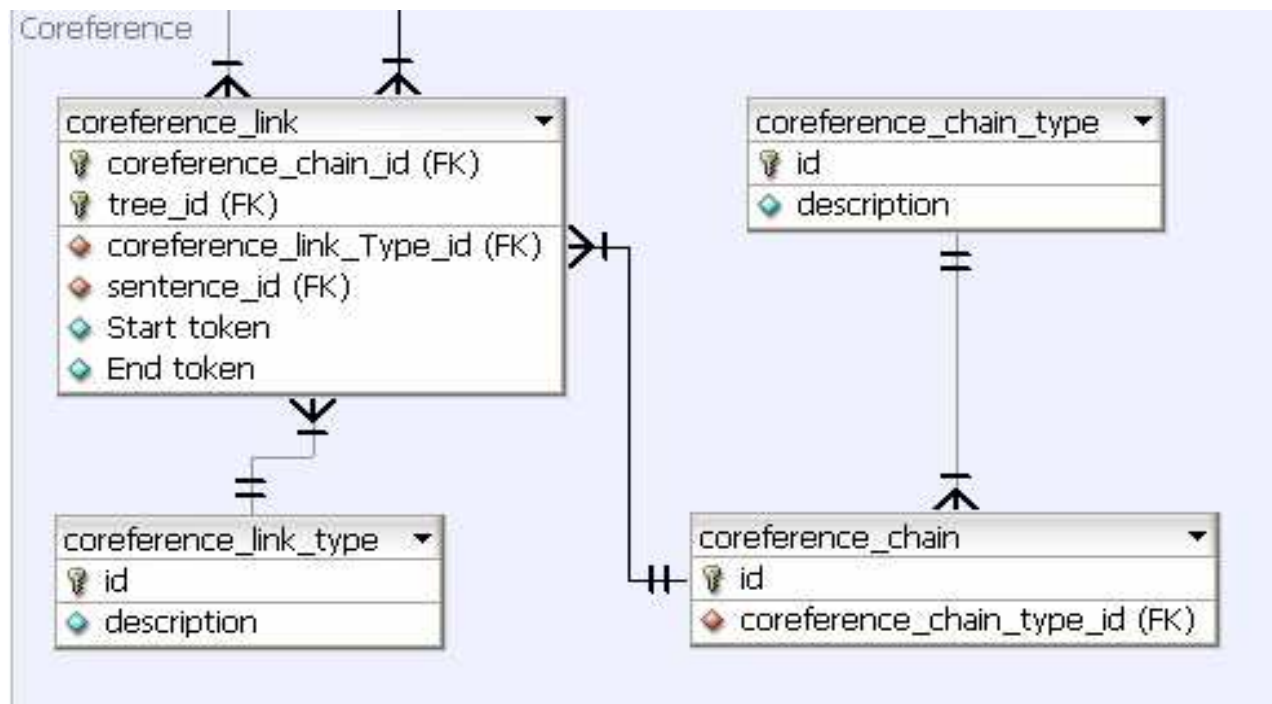 Coreference
coreference_link
coreference_chain_id (FK)
tree_id (FK)
coreference_link_Type_id (FK)
sentence_id (FK)
Start token
End token
coreference_chain_type
id
description
coreference_link_type
id
description
coreference_chain
id
coreference_chain_type_id (FK)